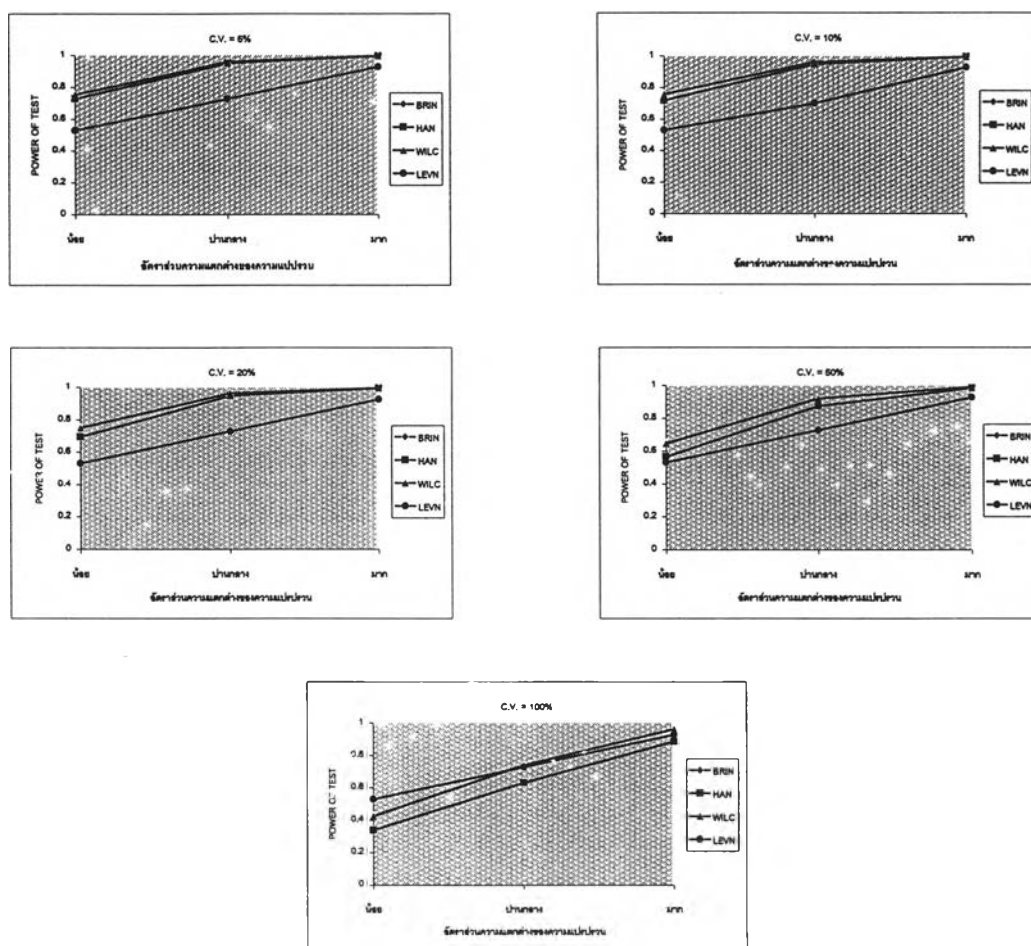 C.V. = 5%
POWER OF TEST
1
0.8
0.6
0.4
0.2
0
น้อย
ปานกลาง
มาก
อัตราส่วนความแตกต่างของความแปรปรวน
BRIN
HAN
WILC
LEVN
C.V. = 10%
POWER OF TEST
1
0.8
0.6
0.4
0.2
0
น้อย
ปานกลาง
มาก
อัตราส่วนความแตกต่างของความแปรปรวน
BRIN
HAN
WILC
LEVN
C.V. = 20%
POWER OF TEST
1
0.8
0.6
0.4
0.2
0
น้อย
ปานกลาง
มาก
อัตราส่วนความแตกต่างของความแปรปรวน
BRIN
HAN
WILC
LEVN
C.V. = 50%
POWER OF TEST
1
0.8
0.6
0.4
0.2
0
น้อย
ปานกลาง
มาก
อัตราส่วนความแตกต่างของความแปรปรวน
BRIN
HAN
WILC
LEVN
C.V. = 100%
POWER OF TEST
1
0.8
0.6
0.4
0.2
0
น้อย
ปานกลาง
มาก
อัตราส่วนความแตกต่างของความแปรปรวน
BRIN
HAN
WILC
LEVN